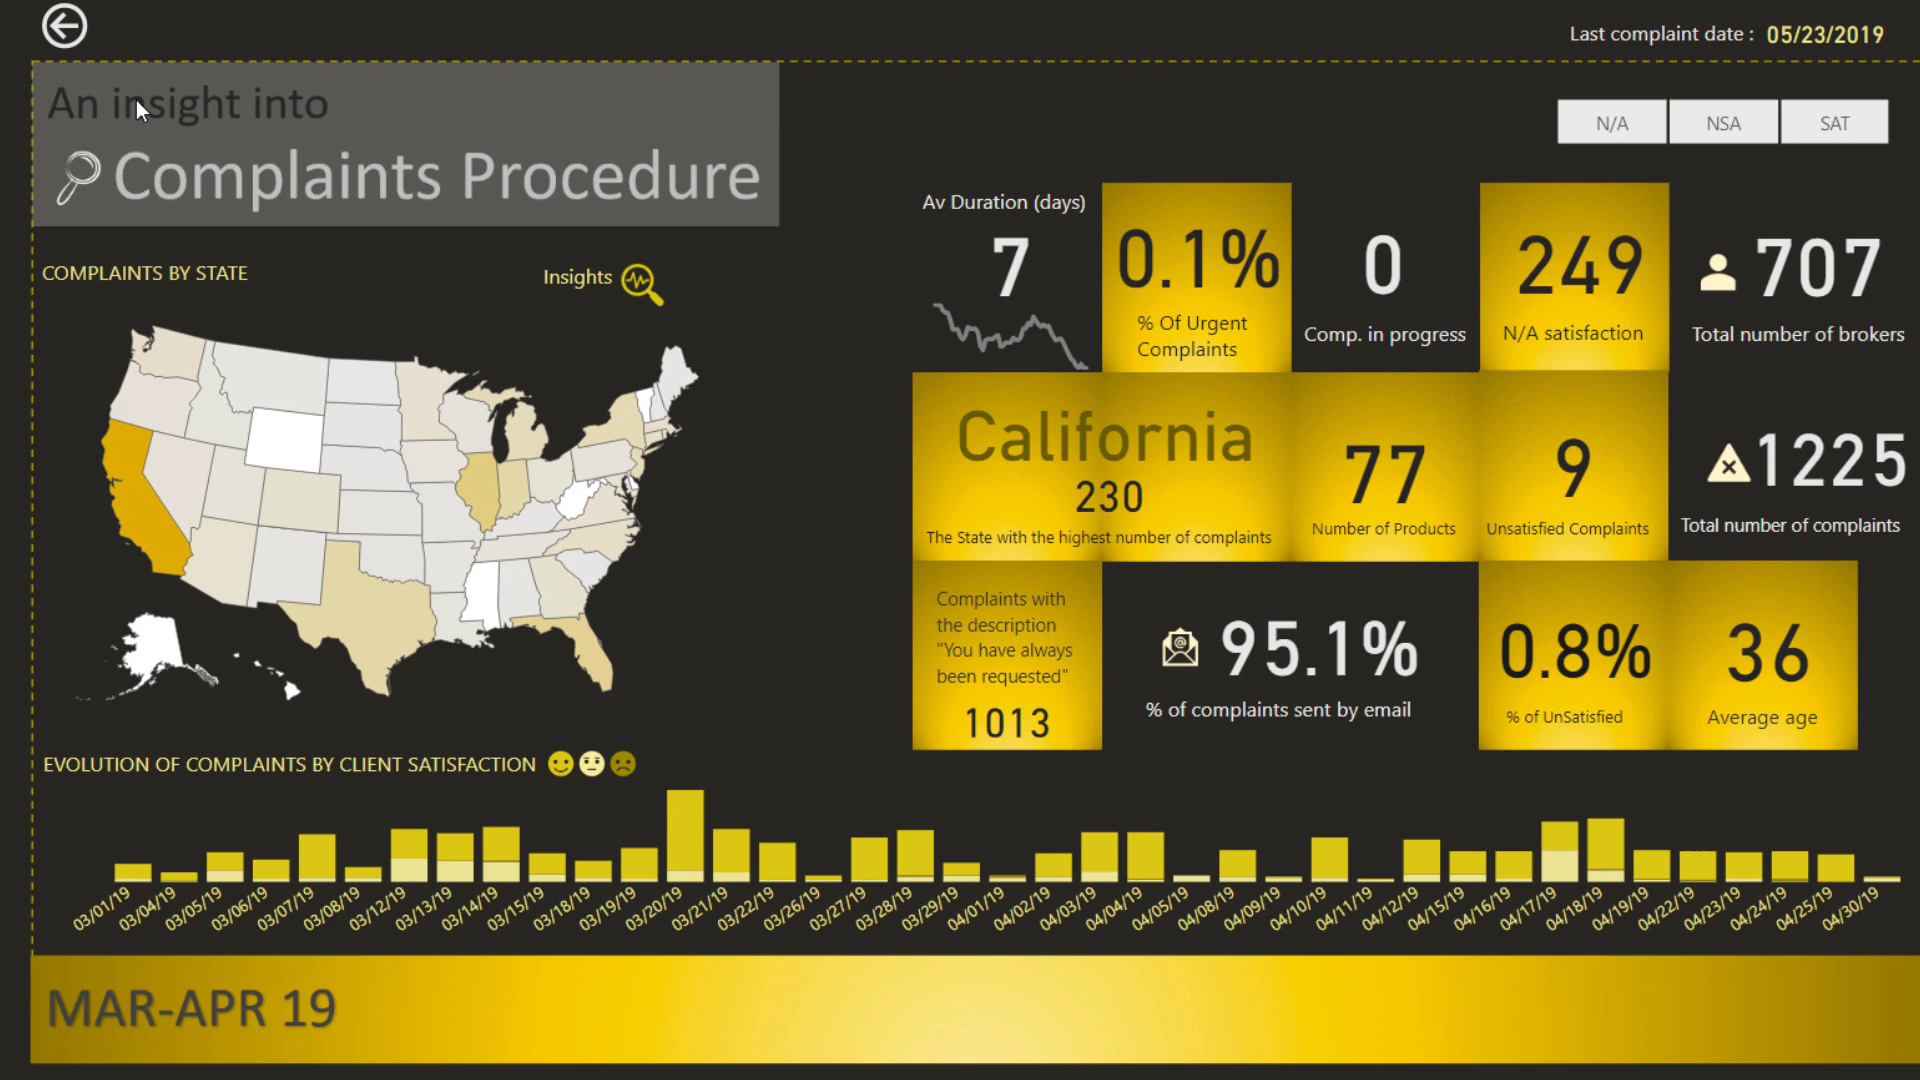 Last complaint date : 05/23/2019
An insight into
Complaints Procedure
N/A
NSA
SAT
COMPLAINTS BY STATE
Insights
Av Duration (days)
7
0.1%
% Of Urgent
Complaints
0
Comp. in progress
249
N/A satisfaction
707
Total number of brokers
California
230
The State with the highest number of complaints
77
Number of Products
9
Unsatisfied Complaints
1225
Total number of complaints
Complaints with
the description
"You have always
been requested"
1013
95.1%
% of complaints sent by email
0.8%
% of UnSatisfied
36
Average age
EVOLUTION OF COMPLAINTS BY CLIENT SATISFACTION
03/01/19
03/04/19
03/05/19
03/06/19
03/07/19
03/08/19
03/12/19
03/13/19
03/14/19
03/15/19
03/18/19
03/19/19
03/20/19
03/21/19
03/22/19
03/26/19
03/27/19
03/28/19
03/29/19
04/01/19
04/02/19
04/03/19
04/04/19
04/05/19
04/08/19
04/09/19
04/10/19
04/11/19
04/12/19
04/15/19
04/16/19
04/17/19
04/18/19
04/19/19
04/22/19
04/23/19
04/24/19
04/25/19
04/30/19
MAR-APR 19